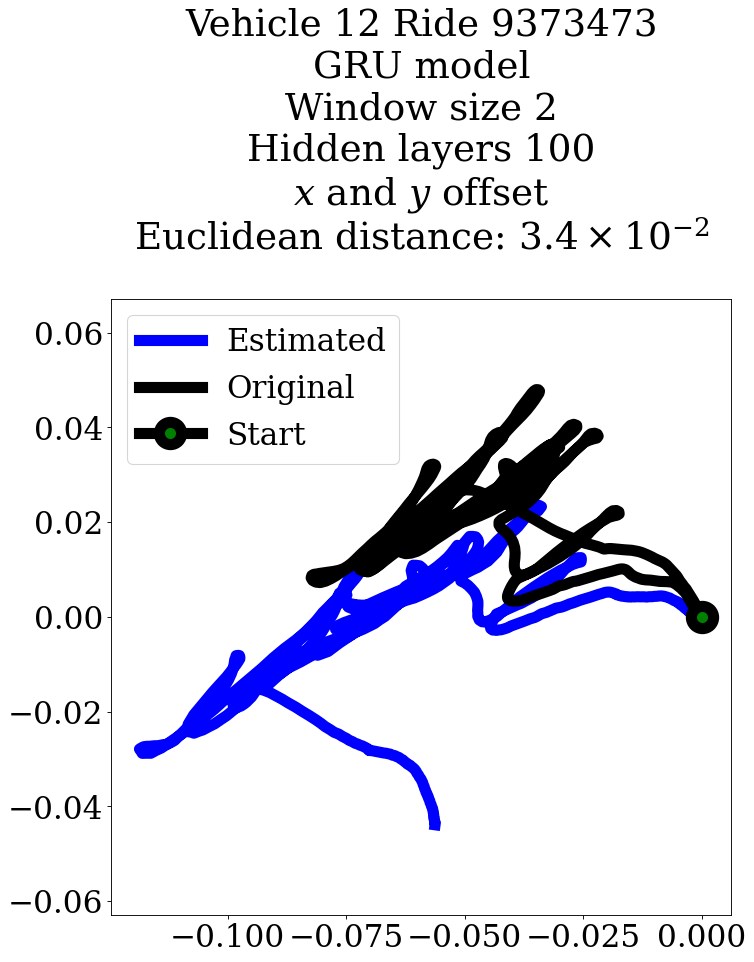 Vehicle 12 Ride 9373473
GRU model
Window size 2
Hidden layers 100
x and y offset
Euclidean distance: 3.4 × 10⁻²
Estimated
Original
Start
0.06
0.04
0.02
0.00
−0.02
−0.04
−0.06
−0.100 −0.075 −0.050 −0.025 0.000